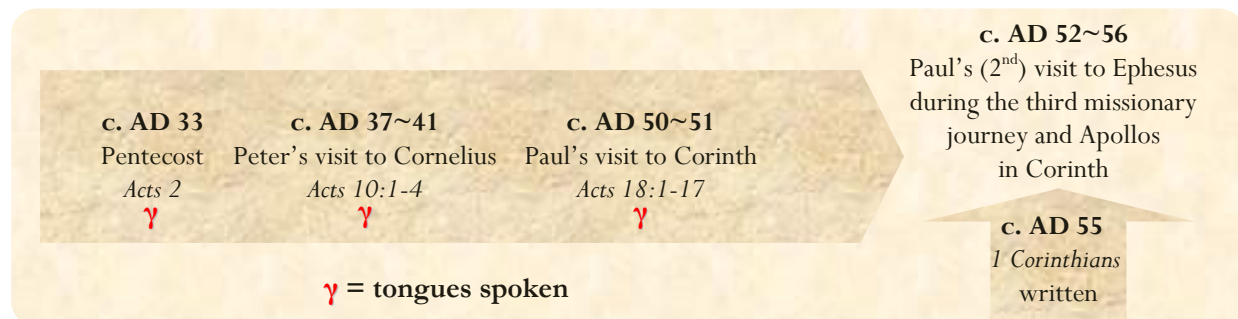 c. AD 33
Pentecost
Acts 2
γ
c. AD 37~41
Peter's visit to Cornelius
Acts 10:1-4
γ
c. AD 50~51
Paul's visit to Corinth
Acts 18:1-17
γ
γ = tongues spoken
c. AD 52~56
Paul's (2nd) visit to Ephesus
during the third missionary
journey and Apollos
in Corinth
c. AD 55
1 Corinthians
written